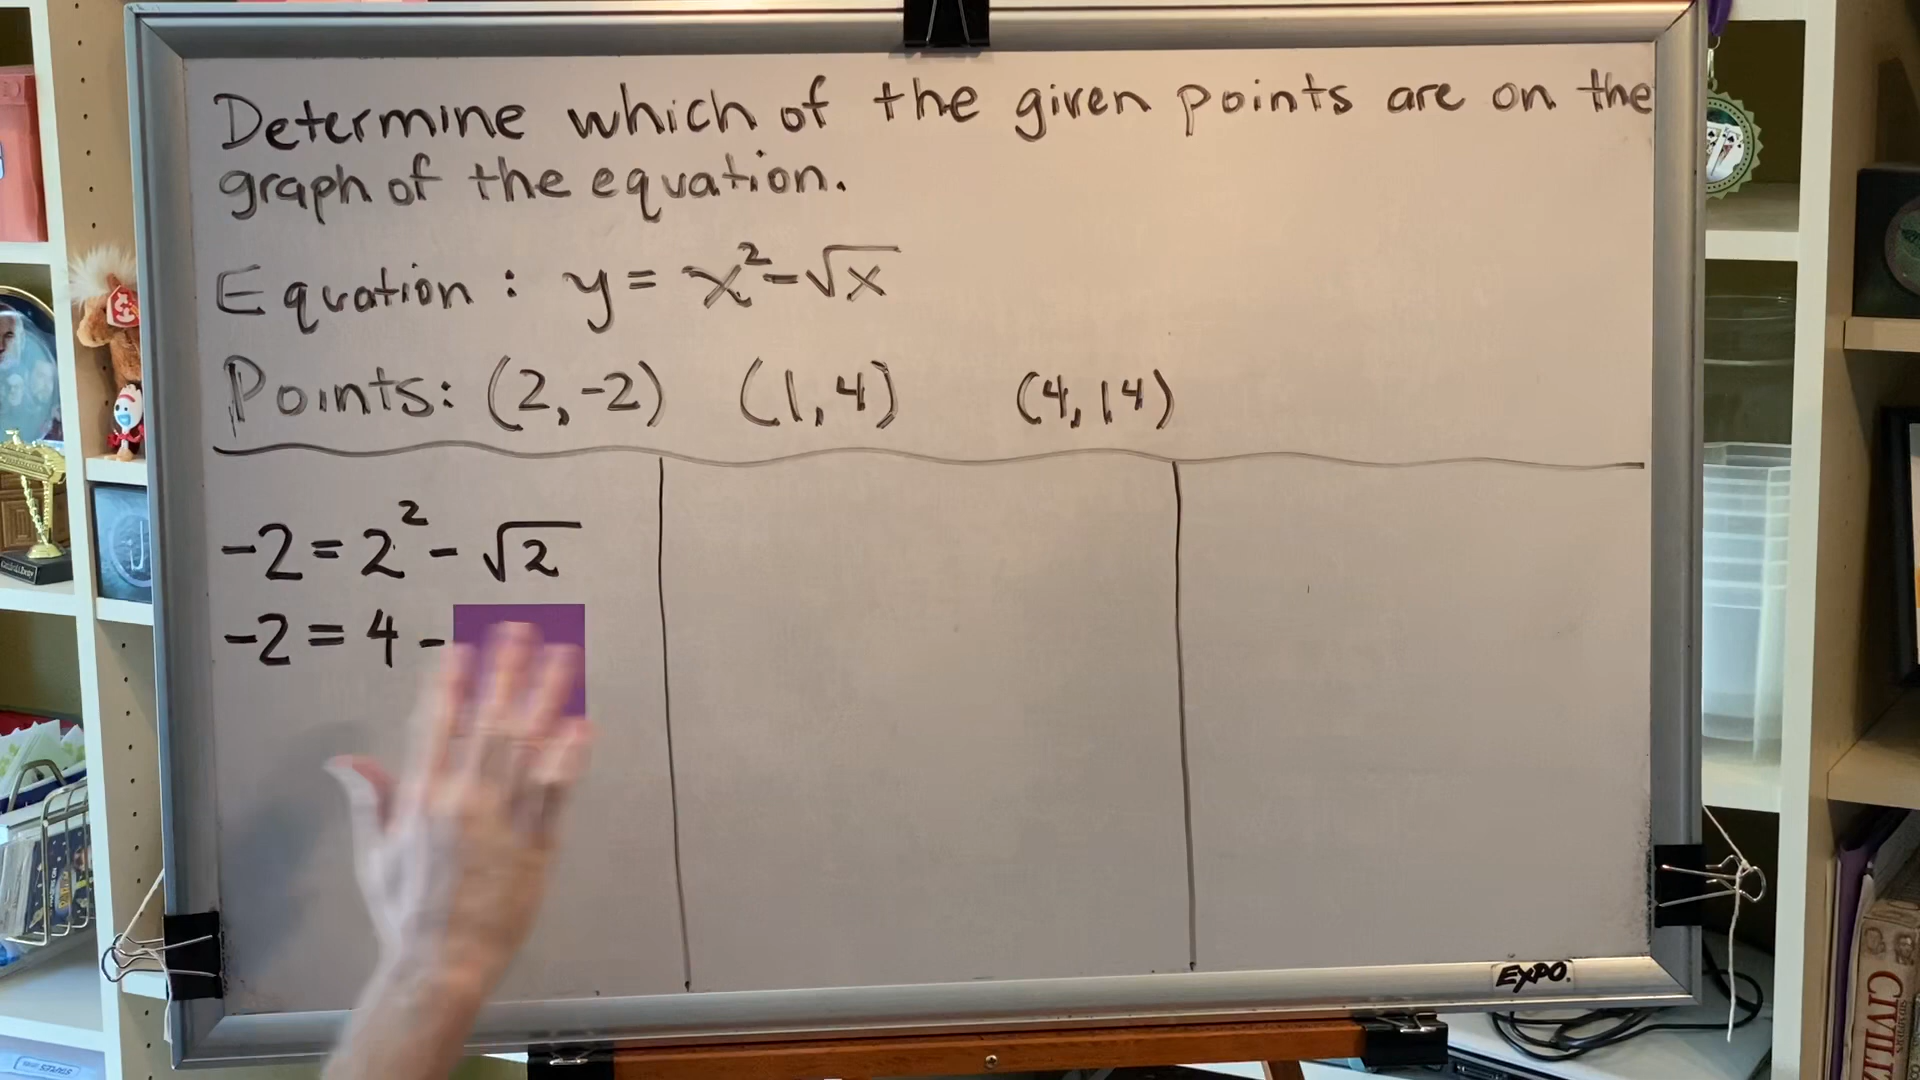 Determine which of the given points are on the
graph of the equation.
Equation: y = x² - √x
Points: (2,-2) (1,4) (4,14)
-2 = 2² - √2
-2 = 4 -
EXPO